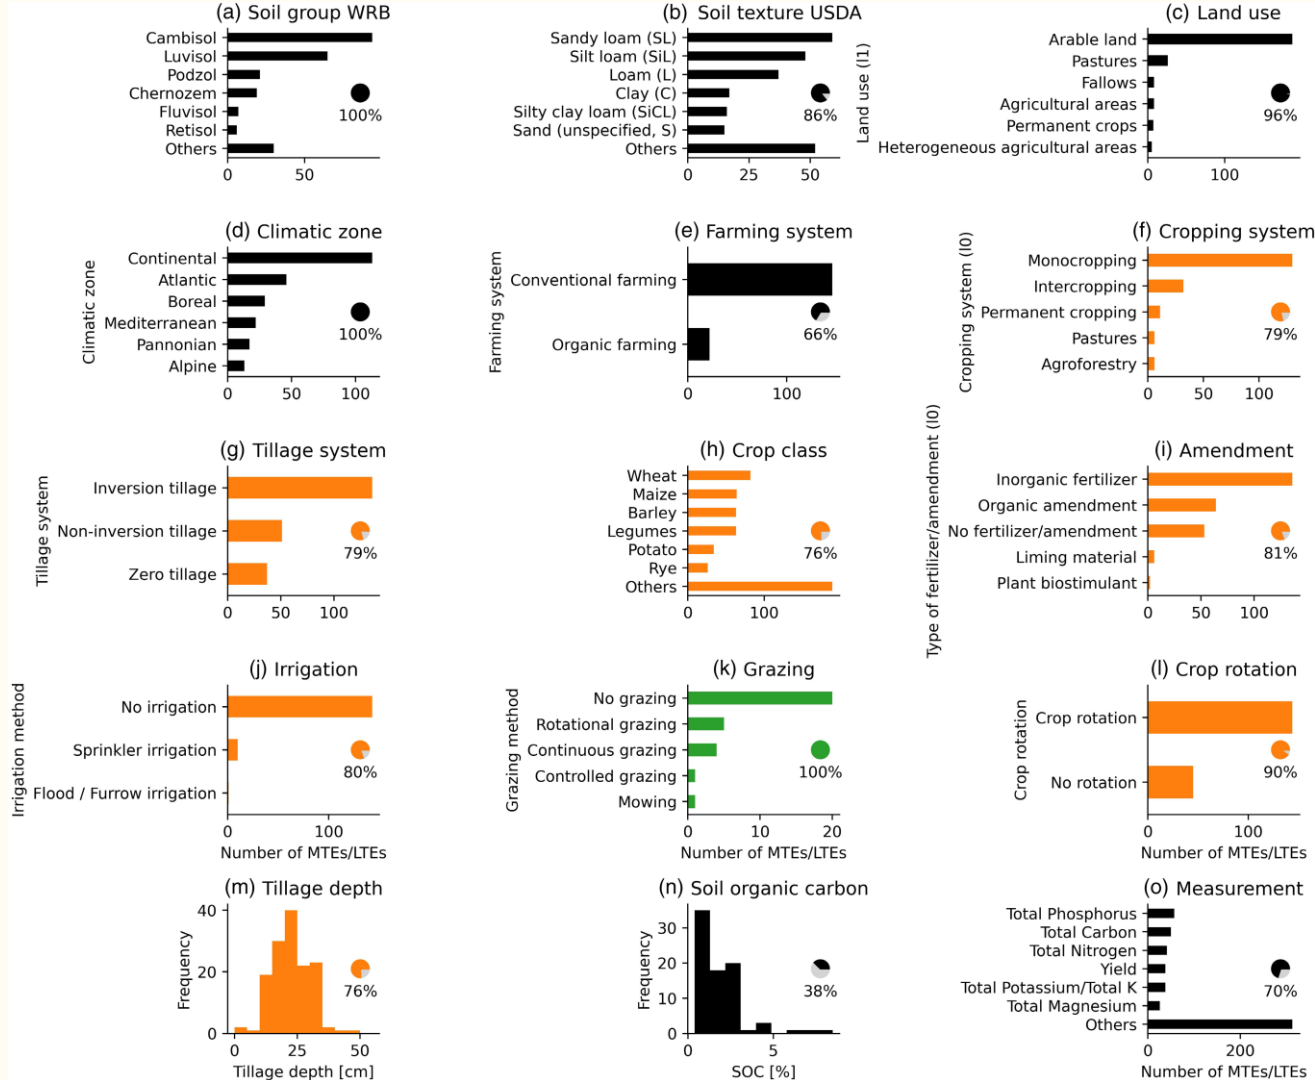 (a) Soil group WRB
Cambisol
Luvisol
Podzol
Chernozem
Fluvisol
Retisol
Others
100%
0 50
(b) Soil texture USDA
Sandy loam (SL)
Silt loam (SiL)
Loam (L)
Clay (C)
Silty clay loam (SiCL)
Sand (unspecified, S)
Others
86%
0 25 50
(c) Land use
Land use (l1)
Arable land
Pastures
Fallows
Agricultural areas
Permanent crops
Heterogeneous agricultural areas
96%
0 100
(d) Climatic zone
Climatic zone
Continental
Atlantic
Boreal
Mediterranean
Pannonian
Alpine
100%
0 50 100
(e) Farming system
Farming system
Conventional farming
Organic farming
66%
0 100
(f) Cropping system
Cropping system (l0)
Monocropping
Intercropping
Permanent cropping
Pastures
Agroforestry
79%
0 50 100
(g) Tillage system
Tillage system
Inversion tillage
Non-inversion tillage
Zero tillage
79%
0 50 100
(h) Crop class
Wheat
Maize
Barley
Legumes
Potato
Rye
Others
76%
0 100
(i) Amendment
Type of fertilizer/amendment (l0)
Inorganic fertilizer
Organic amendment
No fertilizer/amendment
Liming material
Plant biostimulant
81%
0 50 100
(j) Irrigation
Irrigation method
No irrigation
Sprinkler irrigation
Flood / Furrow irrigation
80%
0 100
Number of MTEs/LTEs
(k) Grazing
Grazing method
No grazing
Rotational grazing
Continuous grazing
Controlled grazing
Mowing
100%
0 10 20
Number of MTEs/LTEs
(l) Crop rotation
Crop rotation
Crop rotation
No rotation
90%
0 100
Number of MTEs/LTEs
(m) Tillage depth
Frequency
40
20
0
76%
0 25 50
Tillage depth [cm]
(n) Soil organic carbon
Frequency
30
20
10
0
38%
0 5
SOC [%]
(o) Measurement
Total Phosphorus
Total Carbon
Total Nitrogen
Yield
Total Potassium/Total K
Total Magnesium
Others
70%
0 200
Number of MTEs/LTEs